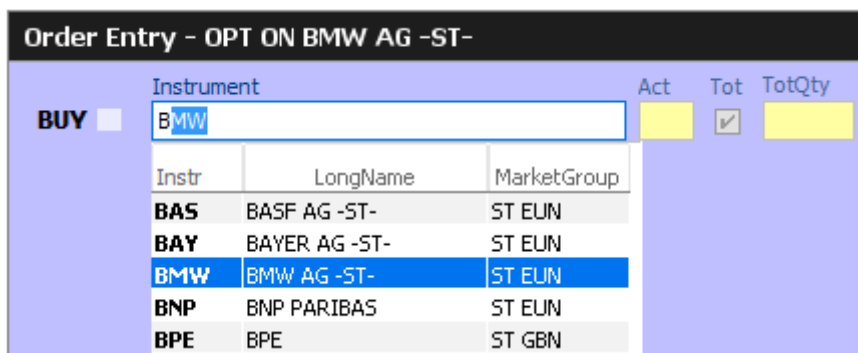 Order Entry - OPT ON BMW AG -ST-
Instrument Act Tot TotQty
BUY BMW
Instr LongName MarketGroup
BAS BASF AG -ST- ST EUN
BAY BAYER AG -ST- ST EUN
BMW BMW AG -ST- ST EUN
BNP BNP PARIBAS ST EUN
BPE BPE ST GBN